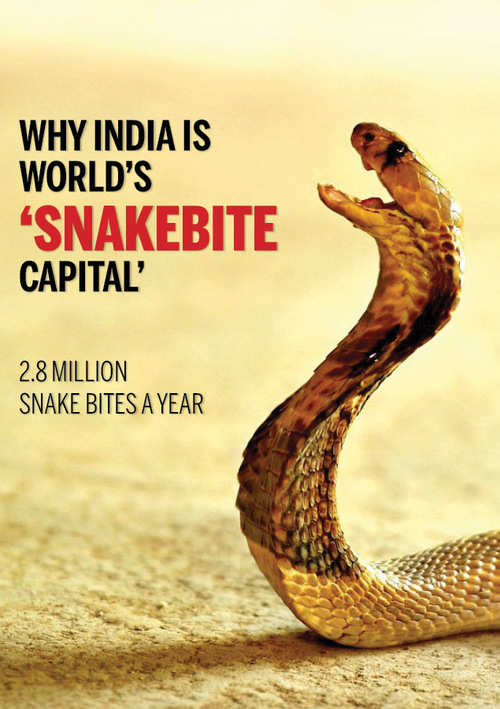 WHY INDIA IS
WORLD'S
‘SNAKEBITE
CAPITAL’
2.8 MILLION
SNAKE BITES A YEAR